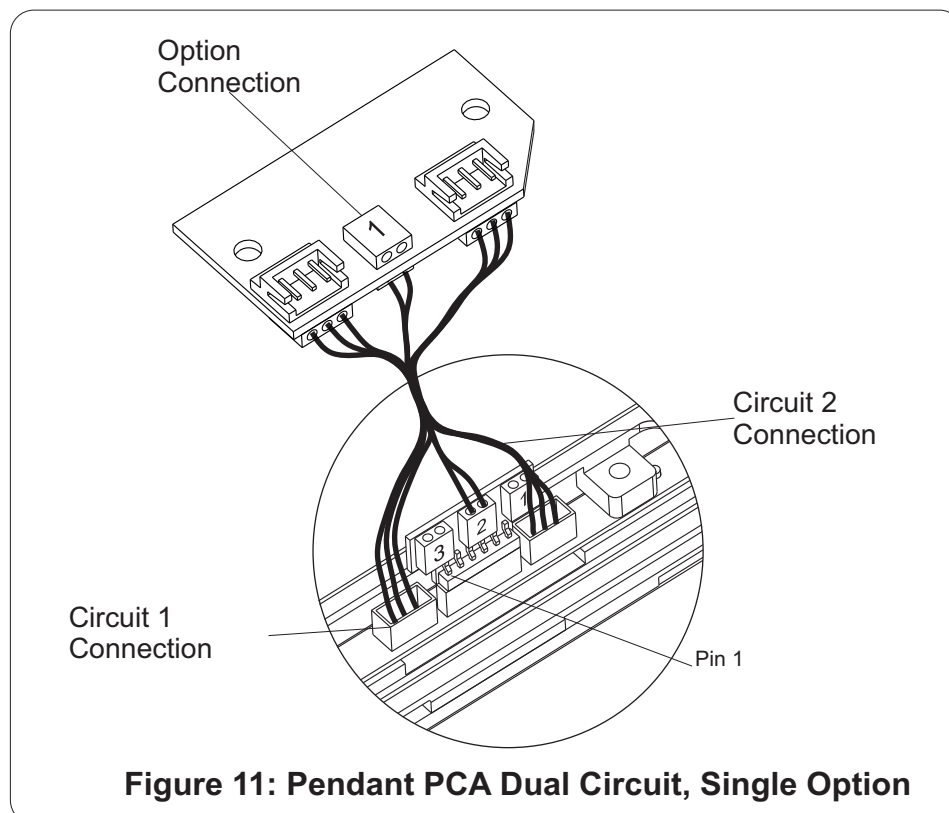 Option
Connection
1
Circuit 2
Connection
1
2
3
Circuit 1
Connection
Pin 1
Figure 11: Pendant PCA Dual Circuit, Single Option